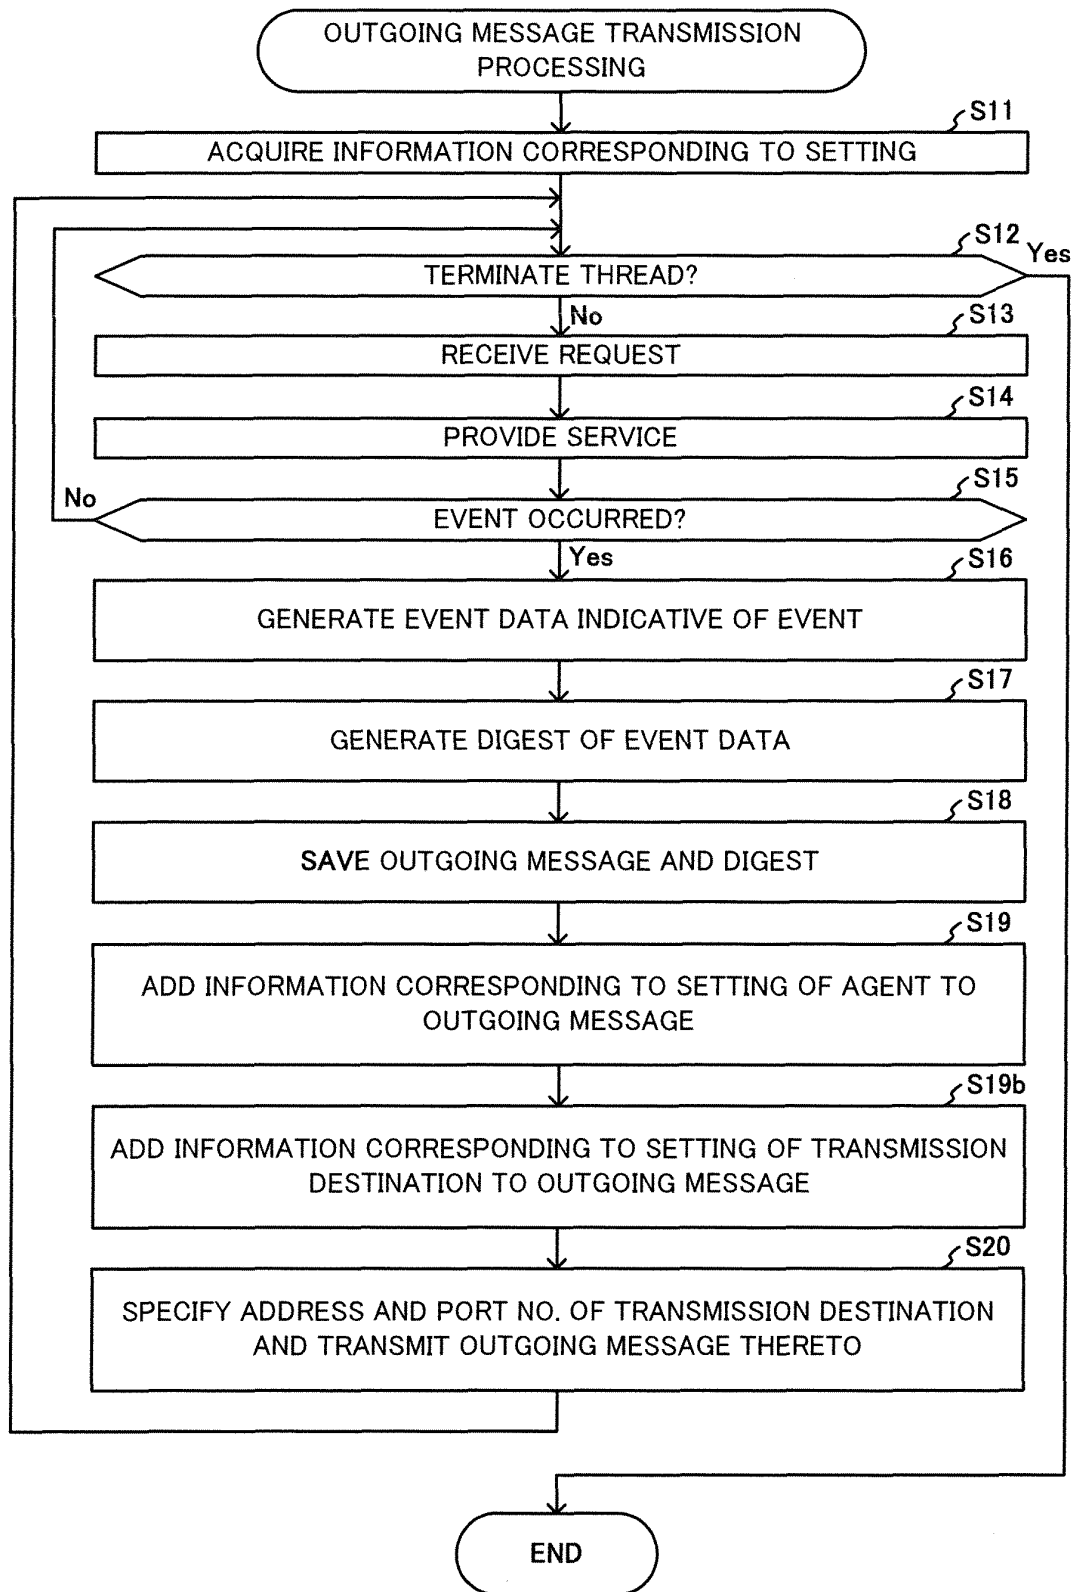 OUTGOING MESSAGE TRANSMISSION
PROCESSING
S11
ACQUIRE INFORMATION CORRESPONDING TO SETTING
S12
Yes
TERMINATE THREAD?
No
S13
RECEIVE REQUEST
S14
PROVIDE SERVICE
S15
No
EVENT OCCURRED?
Yes
S16
GENERATE EVENT DATA INDICATIVE OF EVENT
S17
GENERATE DIGEST OF EVENT DATA
S18
SAVE OUTGOING MESSAGE AND DIGEST
S19
ADD INFORMATION CORRESPONDING TO SETTING OF AGENT TO
OUTGOING MESSAGE
S19b
ADD INFORMATION CORRESPONDING TO SETTING OF TRANSMISSION
DESTINATION TO OUTGOING MESSAGE
S20
SPECIFY ADDRESS AND PORT NO. OF TRANSMISSION DESTINATION
AND TRANSMIT OUTGOING MESSAGE THERETO
END